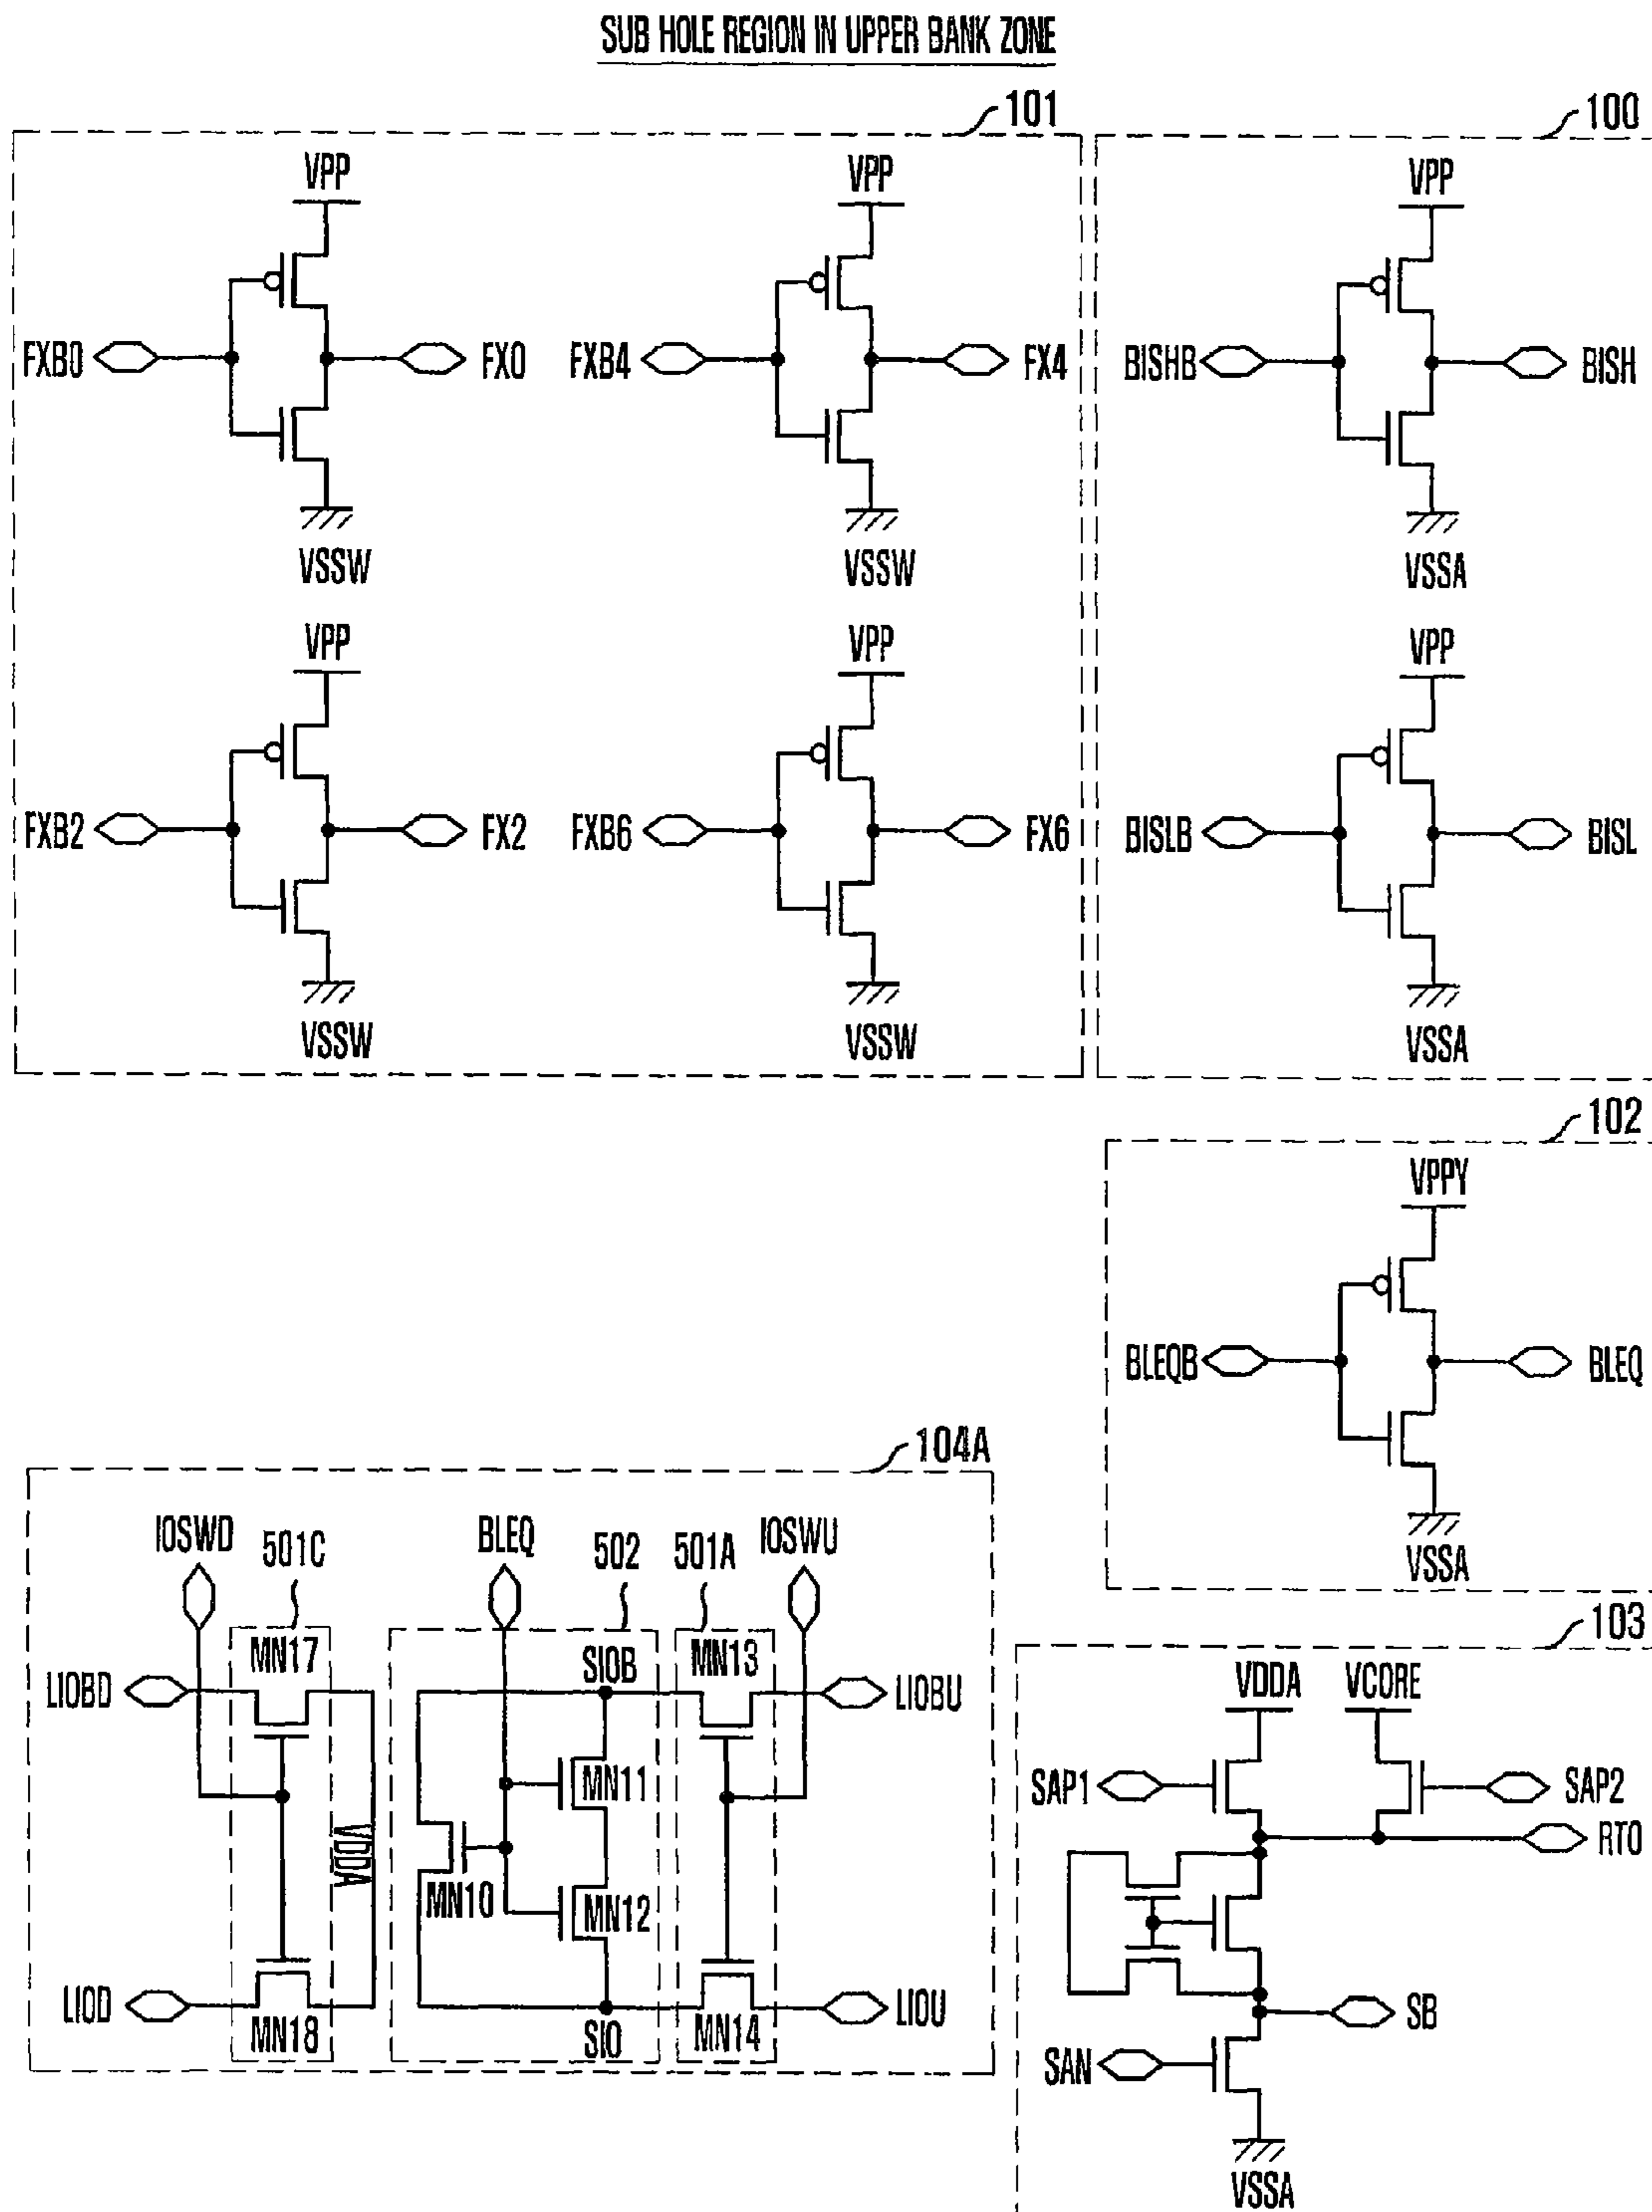 SUB HOLE REGION IN UPPER BANK ZONE
101
100
VPP
VPP
VPP
FXB0
FX0
FXB4
FX4
BISHB
BISH
VSSW
VSSW
VSSA
VPP
VPP
VPP
FXB2
FX2
FXB6
FX6
BISLB
BISL
VSSW
VSSW
VSSA
102
VPPY
BLEQB
BLEQ
VSSA
104A
IOSWD
501C
BLEQ
502
501A
IOSWU
MN17
SIOB
MN13
LIOBD
LIOBU
MN11
VDDA
MN10
MN12
LIOD
LIOU
MN18
SIO
MN14
103
VDDA
VCORE
SAP1
SAP2
RTO
SB
SAN
VSSA